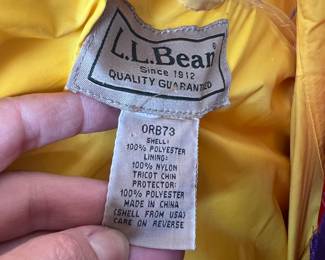 L.L.Bean®
Since 1912
QUALITY GUARANTEED
ORB73
SHELL:
100% POLYESTER
LINING:
100% NYLON
TRICOT CHIN
PROTECTOR:
100% POLYESTER
MADE IN CHINA
(SHELL FROM USA)
CARE ON REVERSE